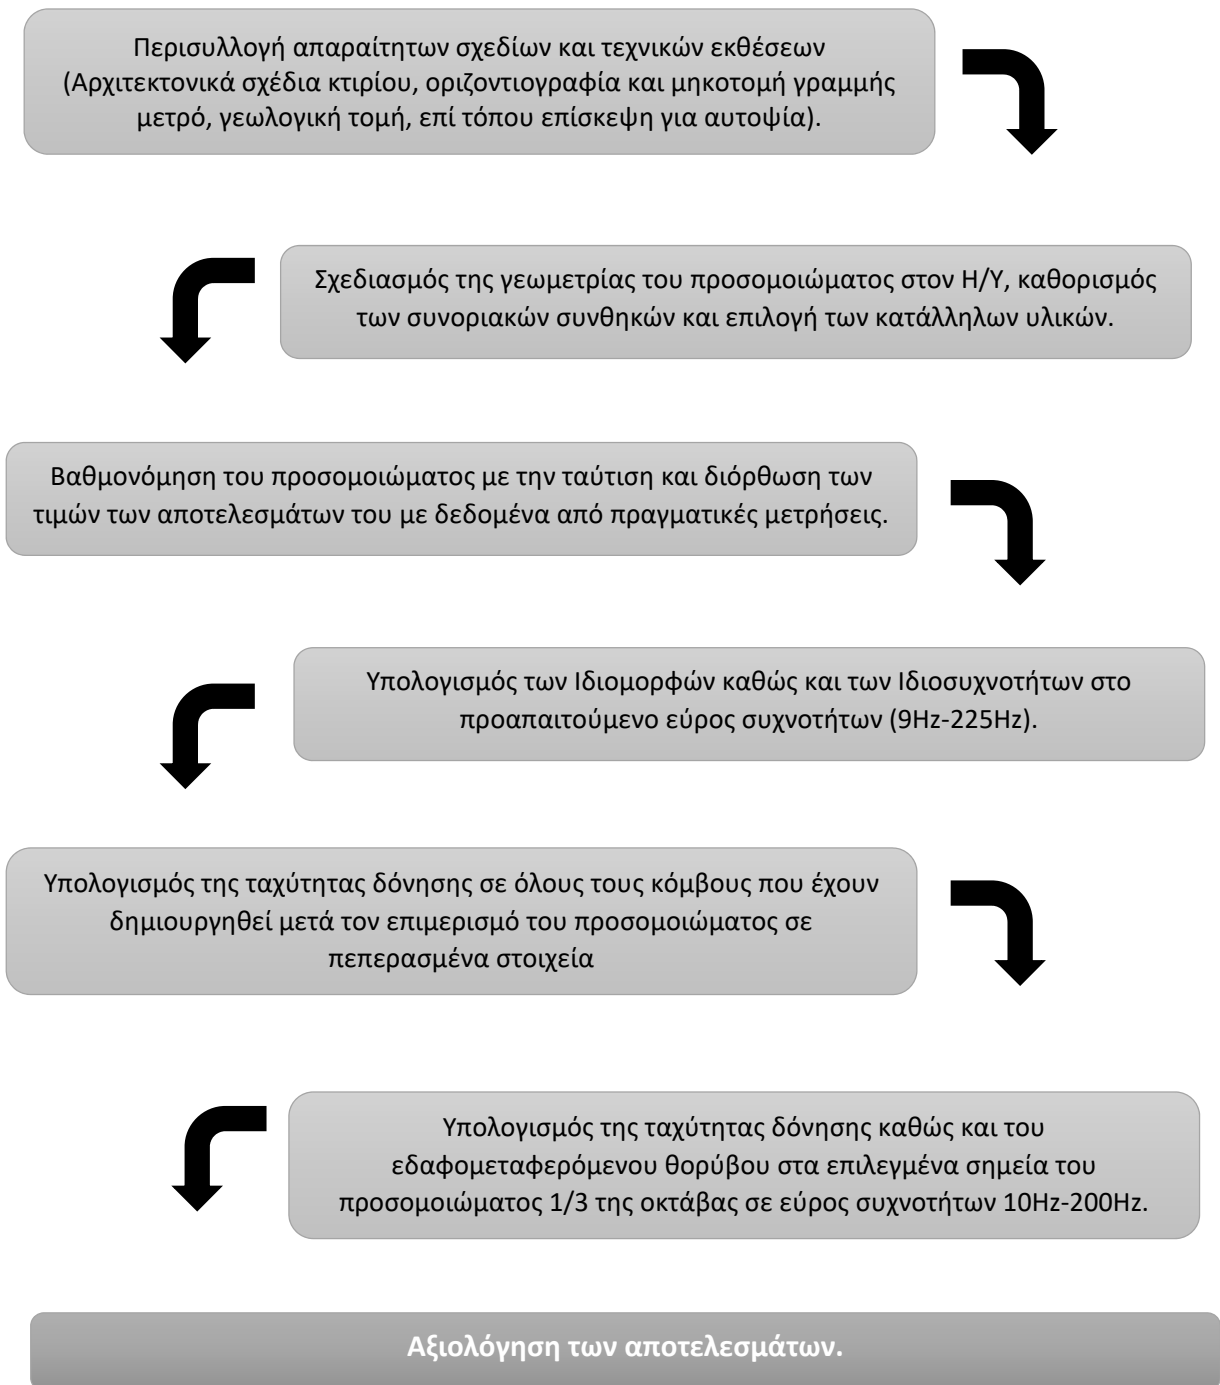 Περισυλλογή απαραίτητων σχεδίων και τεχνικών εκθέσεων
(Αρχιτεκτονικά σχέδια κτιρίου, οριζοντιογραφία και μηκοτομή γραμμής
μετρό, γεωλογική τομή, επί τόπου επίσκεψη για αυτοψία).
Σχεδιασμός της γεωμετρίας του προσομοιώματος στον Η/Υ, καθορισμός
των συνοριακών συνθηκών και επιλογή των κατάλληλων υλικών.
Βαθμονόμηση του προσομοιώματος με την ταύτιση και διόρθωση των
τιμών των αποτελεσμάτων του με δεδομένα από πραγματικές μετρήσεις.
Υπολογισμός των Ιδιομορφών καθώς και των Ιδιοσυχνοτήτων στο
προαπαιτούμενο εύρος συχνοτήτων (9Hz-225Hz).
Υπολογισμός της ταχύτητας δόνησης σε όλους τους κόμβους που έχουν
δημιουργηθεί μετά τον επιμερισμό του προσομοιώματος σε
πεπερασμένα στοιχεία
Υπολογισμός της ταχύτητας δόνησης καθώς και του
εδαφομεταφερόμενου θορύβου στα επιλεγμένα σημεία του
προσομοιώματος 1/3 της οκτάβας σε εύρος συχνοτήτων 10Hz-200Hz.
Αξιολόγηση των αποτελεσμάτων.